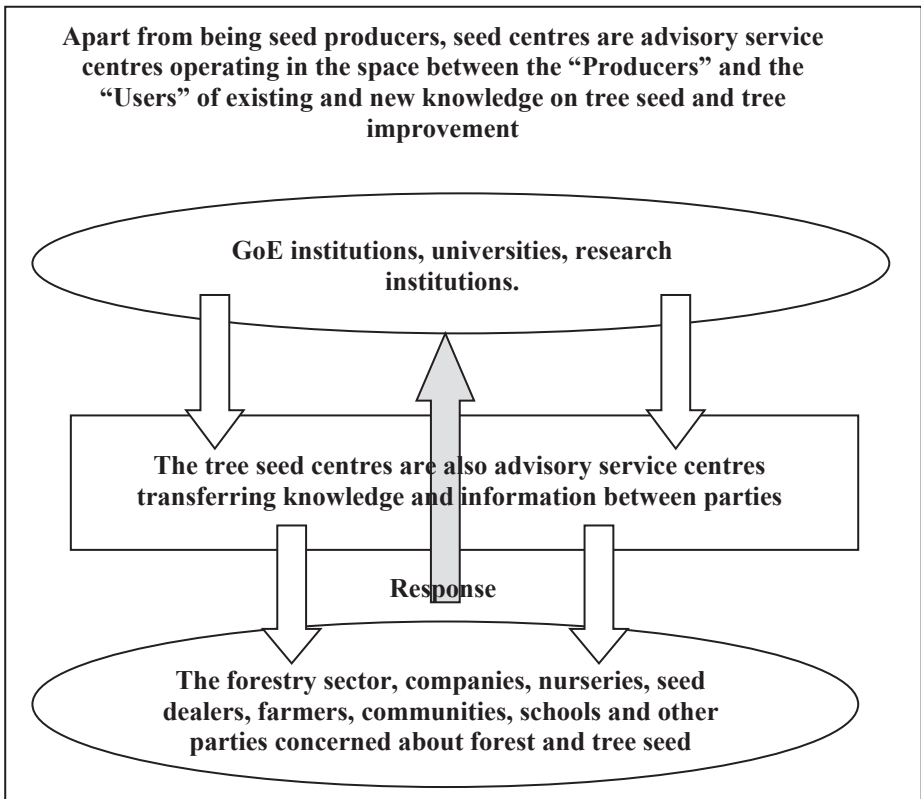 Apart from being seed producers, seed centres are advisory service
centres operating in the space between the “Producers” and the
“Users” of existing and new knowledge on tree seed and tree
improvement
GoE institutions, universities, research
institutions.
The tree seed centres are also advisory service centres
transferring knowledge and information between parties
Response
The forestry sector, companies, nurseries, seed
dealers, farmers, communities, schools and other
parties concerned about forest and tree seed